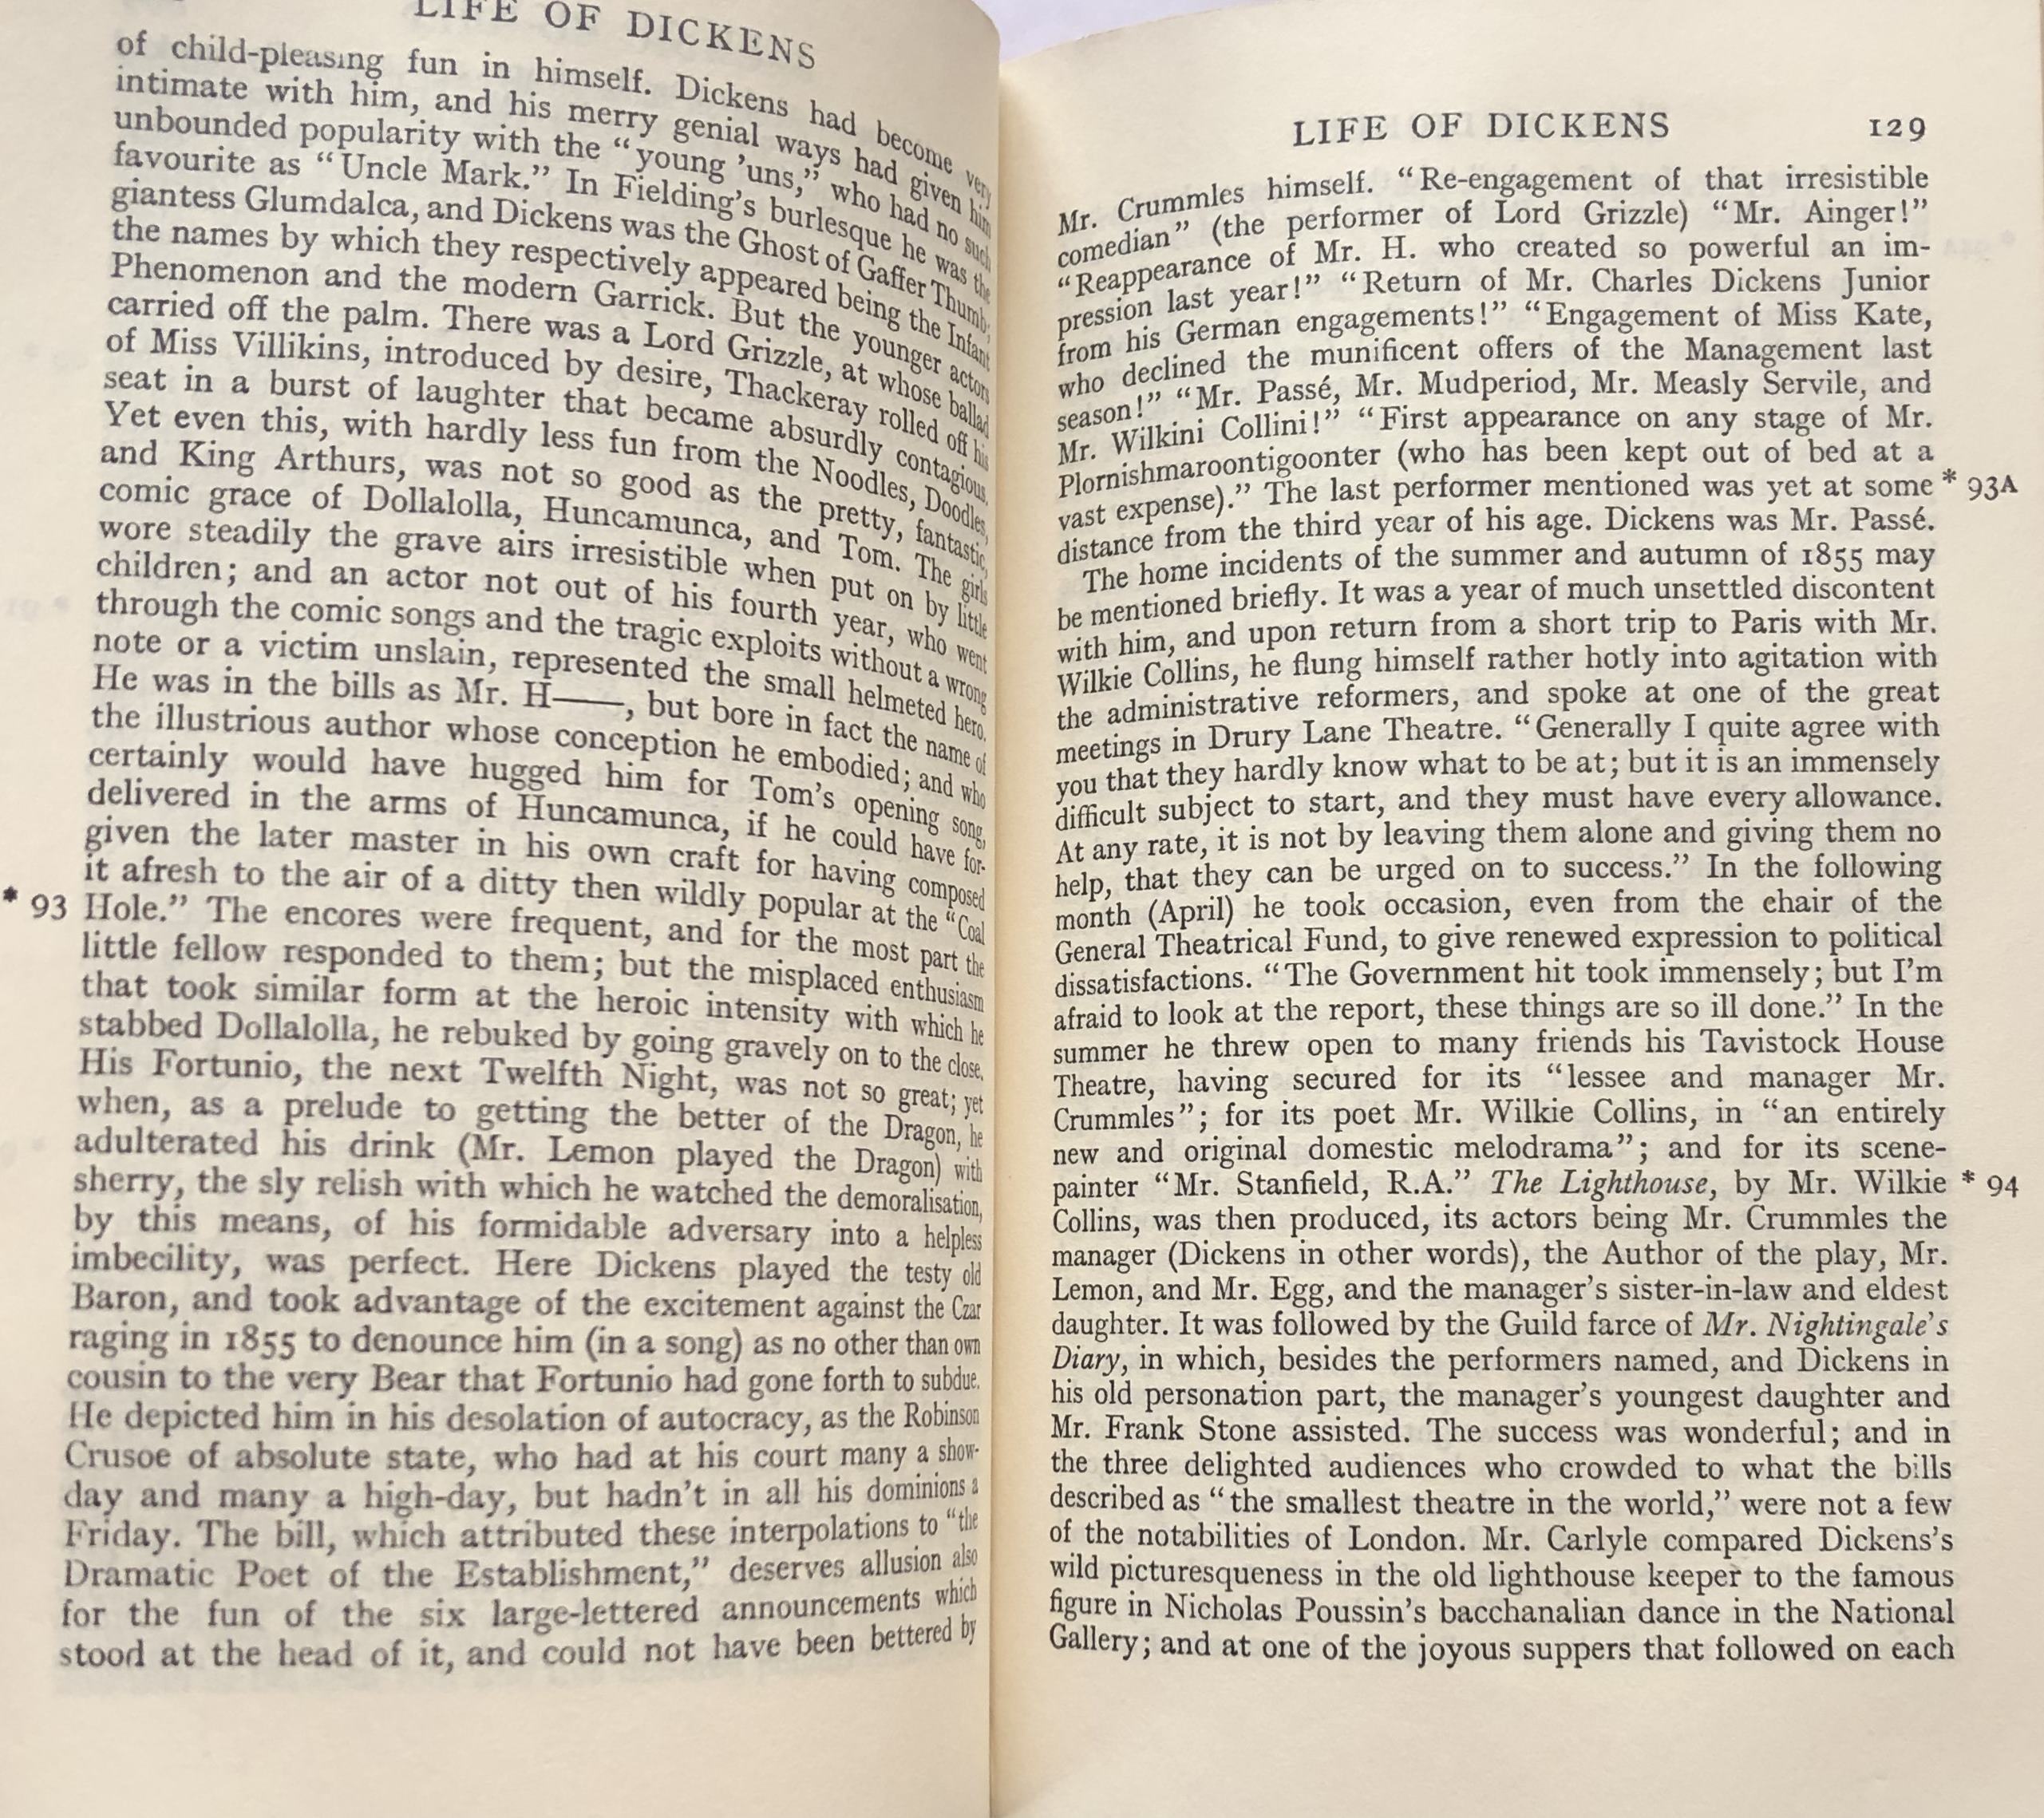 LIFE OF DICKENS
of child-pleasing fun in himself. Dickens had become very
intimate with him, and his merry genial ways had given him
unbounded popularity with the "young 'uns," who had no such
favourite as "Uncle Mark." In Fielding's burlesque he was the
giantess Glumdalca, and Dickens was the Ghost of Gaffer Thumb;
the names by which they respectively appeared being the Infant
Phenomenon and the modern Garrick. But the younger actors
carried off the palm. There was a Lord Grizzle, at whose ballad
of Miss Villikins, introduced by desire, Thackeray rolled off his
seat in a burst of laughter that became absurdly contagious.
Yet even this, with hardly less fun from the Noodles, Doodles,
and King Arthurs, was not so good as the pretty, fantastic,
comic grace of Dollalolla, Huncamunca, and Tom. The girls
wore steadily the grave airs irresistible when put on by little
children; and an actor not out of his fourth year, who went
through the comic songs and the tragic exploits without a wrong
note or a victim unslain, represented the small helmeted hero.
He was in the bills as Mr. H——, but bore in fact the name of
the illustrious author whose conception he embodied; and who
certainly would have hugged him for Tom's opening song,
delivered in the arms of Huncamunca, if he could have for-
given the later master in his own craft for having composed
it afresh to the air of a ditty then wildly popular at the "Coal
* 93 Hole." The encores were frequent, and for the most part the
little fellow responded to them; but the misplaced enthusiasm
that took similar form at the heroic intensity with which he
stabbed Dollalolla, he rebuked by going gravely on to the close.
His Fortunio, the next Twelfth Night, was not so great; yet
when, as a prelude to getting the better of the Dragon, he
adulterated his drink (Mr. Lemon played the Dragon) with
sherry, the sly relish with which he watched the demoralisation,
by this means, of his formidable adversary into a helpless
imbecility, was perfect. Here Dickens played the testy old
Baron, and took advantage of the excitement against the Czar
raging in 1855 to denounce him (in a song) as no other than own
cousin to the very Bear that Fortunio had gone forth to subdue.
He depicted him in his desolation of autocracy, as the Robinson
Crusoe of absolute state, who had at his court many a show-
day and many a high-day, but hadn't in all his dominions a
Friday. The bill, which attributed these interpolations to "the
Dramatic Poet of the Establishment," deserves allusion also
for the fun of the six large-lettered announcements which
stood at the head of it, and could not have been bettered by
LIFE OF DICKENS 129
Mr. Crummles himself. "Re-engagement of that irresistible
comedian" (the performer of Lord Grizzle) "Mr. Ainger!"
"Reappearance of Mr. H. who created so powerful an im-
pression last year!" "Return of Mr. Charles Dickens Junior
from his German engagements!" "Engagement of Miss Kate,
who declined the munificent offers of the Management last
season!" "Mr. Passé, Mr. Mudperiod, Mr. Measly Servile, and
Mr. Wilkini Collini!" "First appearance on any stage of Mr.
Plornishmaroontigoonter (who has been kept out of bed at a
vast expense)." The last performer mentioned was yet at some * 93A
distance from the third year of his age. Dickens was Mr. Passé.
The home incidents of the summer and autumn of 1855 may
be mentioned briefly. It was a year of much unsettled discontent
with him, and upon return from a short trip to Paris with Mr.
Wilkie Collins, he flung himself rather hotly into agitation with
the administrative reformers, and spoke at one of the great
meetings in Drury Lane Theatre. "Generally I quite agree with
you that they hardly know what to be at; but it is an immensely
difficult subject to start, and they must have every allowance.
At any rate, it is not by leaving them alone and giving them no
help, that they can be urged on to success." In the following
month (April) he took occasion, even from the chair of the
General Theatrical Fund, to give renewed expression to political
dissatisfactions. "The Government hit took immensely; but I'm
afraid to look at the report, these things are so ill done." In the
summer he threw open to many friends his Tavistock House
Theatre, having secured for its "lessee and manager Mr.
Crummles"; for its poet Mr. Wilkie Collins, in "an entirely
new and original domestic melodrama"; and for its scene-
painter "Mr. Stanfield, R.A." The Lighthouse, by Mr. Wilkie * 94
Collins, was then produced, its actors being Mr. Crummles the
manager (Dickens in other words), the Author of the play, Mr.
Lemon, and Mr. Egg, and the manager's sister-in-law and eldest
daughter. It was followed by the Guild farce of Mr. Nightingale's
Diary, in which, besides the performers named, and Dickens in
his old personation part, the manager's youngest daughter and
Mr. Frank Stone assisted. The success was wonderful; and in
the three delighted audiences who crowded to what the bills
described as "the smallest theatre in the world," were not a few
of the notabilities of London. Mr. Carlyle compared Dickens's
wild picturesqueness in the old lighthouse keeper to the famous
figure in Nicholas Poussin's bacchanalian dance in the National
Gallery; and at one of the joyous suppers that followed on each